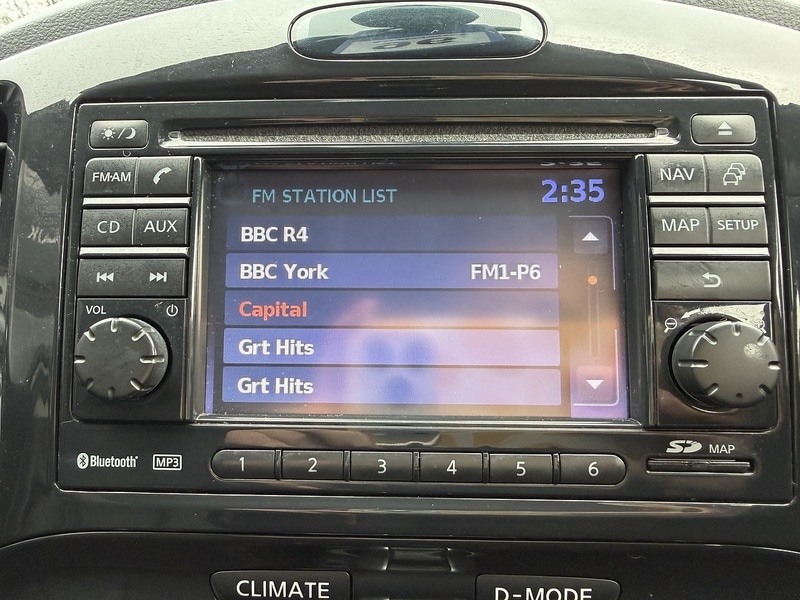 FM·AM
NAV
CD AUX
MAP SETUP
VOL
FM STATION LIST 2:35
BBC R4
BBC York FM1-P6
Capital
Grt Hits
Grt Hits
Bluetooth MP3
1 2 3 4 5 6
SD MAP
CLIMATE D-MODE